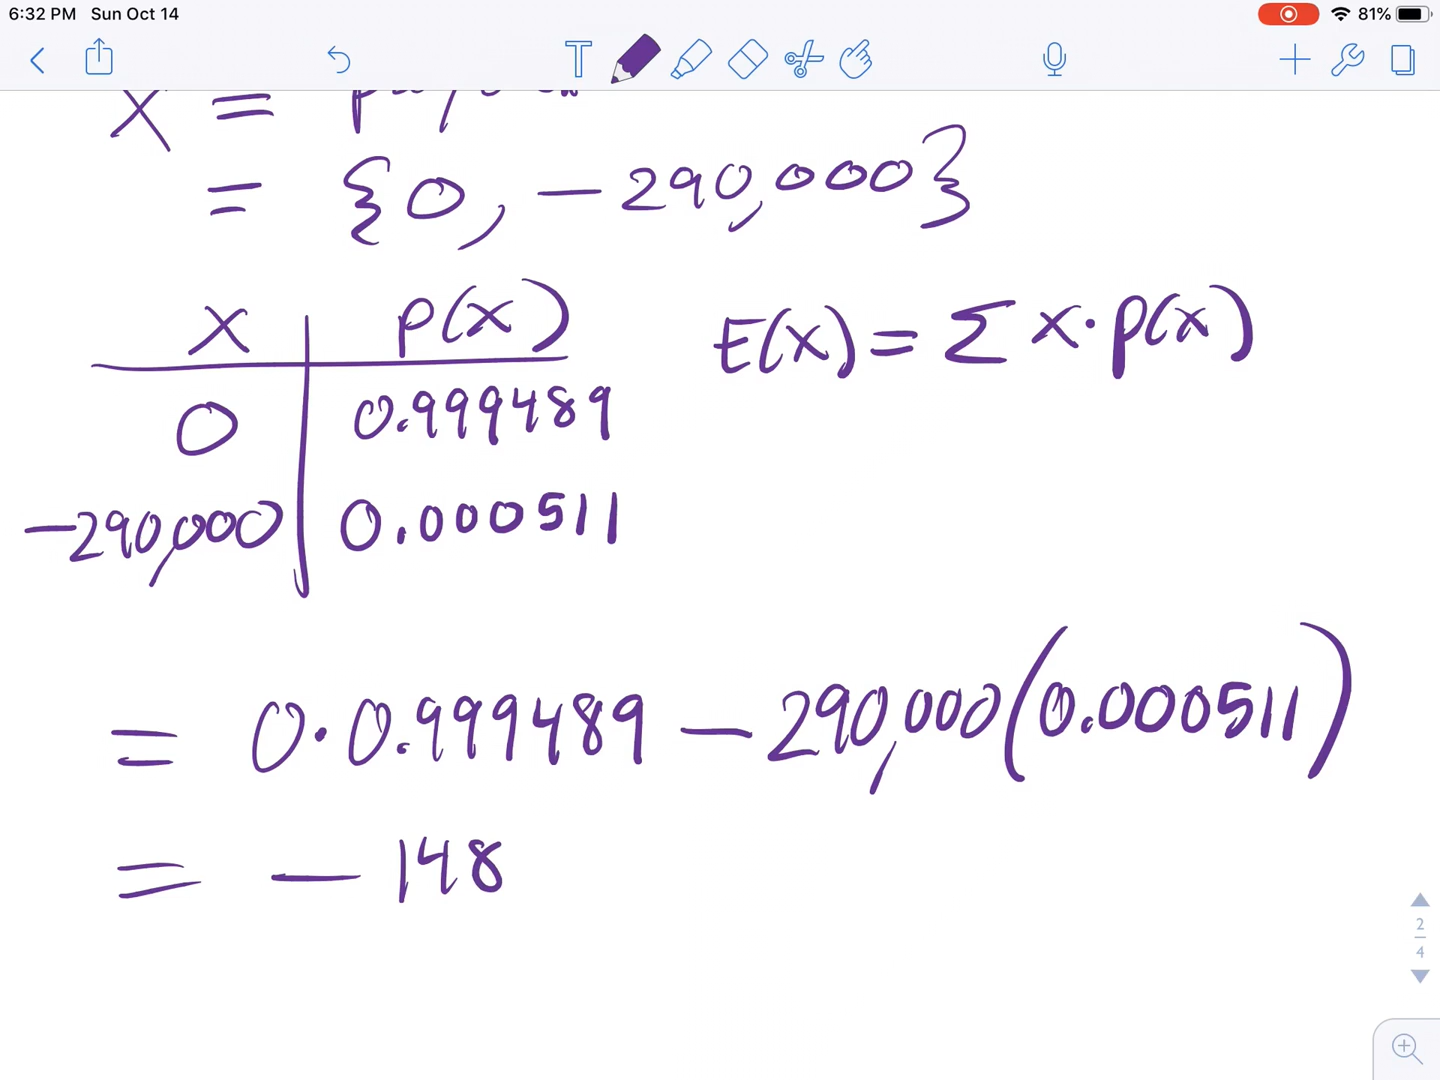 6:32 PM Sun Oct 14 81%
T
X =
= {0, -290,000}
x p(x) E(x) = Σ x·p(x)
0 0.999489
-290,000 0.000511
= 0·0.999489 - 290,000(0.000511)
= - 148
2
4